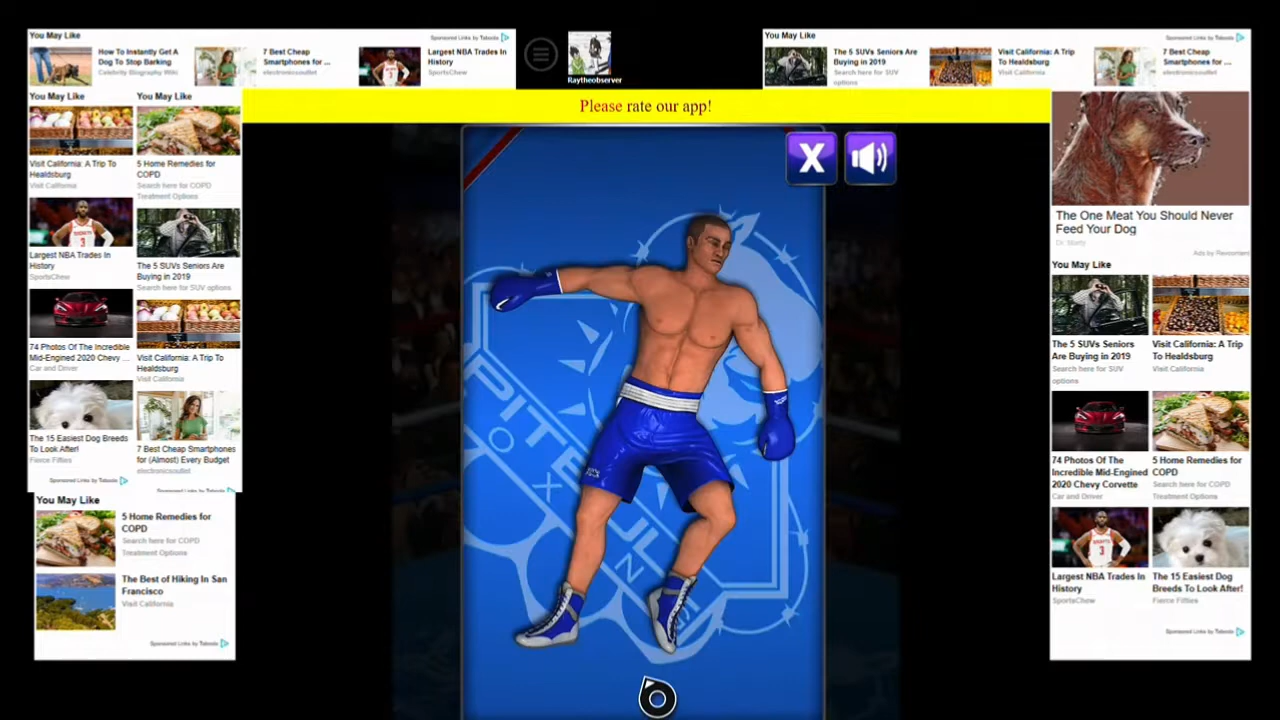 You May Like
Sponsored Links by Taboola
How To Instantly Get A
Dog To Stop Barking
Celebrity Biography Wiki
7 Best Cheap
Smartphones for ...
electronicsoutlet
Largest NBA Trades In
History
SportsChew
Raytheobserver
You May Like
Sponsored Links by Taboola
The 5 SUVs Seniors Are
Buying in 2019
Search here for SUV
options
Visit California: A Trip
To Healdsburg
Visit California
7 Best Cheap
Smartphones for ...
electronicsoutlet
Please rate our app!
X
You May Like
Visit California: A Trip To
Healdsburg
Visit California
Largest NBA Trades In
History
SportsChew
74 Photos Of The Incredible
Mid-Engined 2020 Chevy ...
Car and Driver
The 15 Easiest Dog Breeds
To Look After!
Fierce Fifties
Sponsored Links by Taboola
You May Like
5 Home Remedies for
COPD
Search here for COPD
Treatment Options
The 5 SUVs Seniors Are
Buying in 2019
Search here for SUV options
Visit California: A Trip To
Healdsburg
Visit California
7 Best Cheap Smartphones
for (Almost) Every Budget
electronicsoutlet
Sponsored Links by Taboola
You May Like
5 Home Remedies for
COPD
Search here for COPD
Treatment Options
The Best of Hiking In San
Francisco
Visit California
Sponsored Links by Taboola
The One Meat You Should Never
Feed Your Dog
Dr. Marty
Ads by Revcontent
You May Like
The 5 SUVs Seniors
Are Buying in 2019
Search here for SUV
options
Visit California: A Trip
To Healdsburg
Visit California
74 Photos Of The
Incredible Mid-Engined
2020 Chevy Corvette
Car and Driver
5 Home Remedies for
COPD
Search here for COPD
Treatment Options
Largest NBA Trades In
History
SportsChew
The 15 Easiest Dog
Breeds To Look After!
Fierce Fifties
Sponsored Links by Taboola